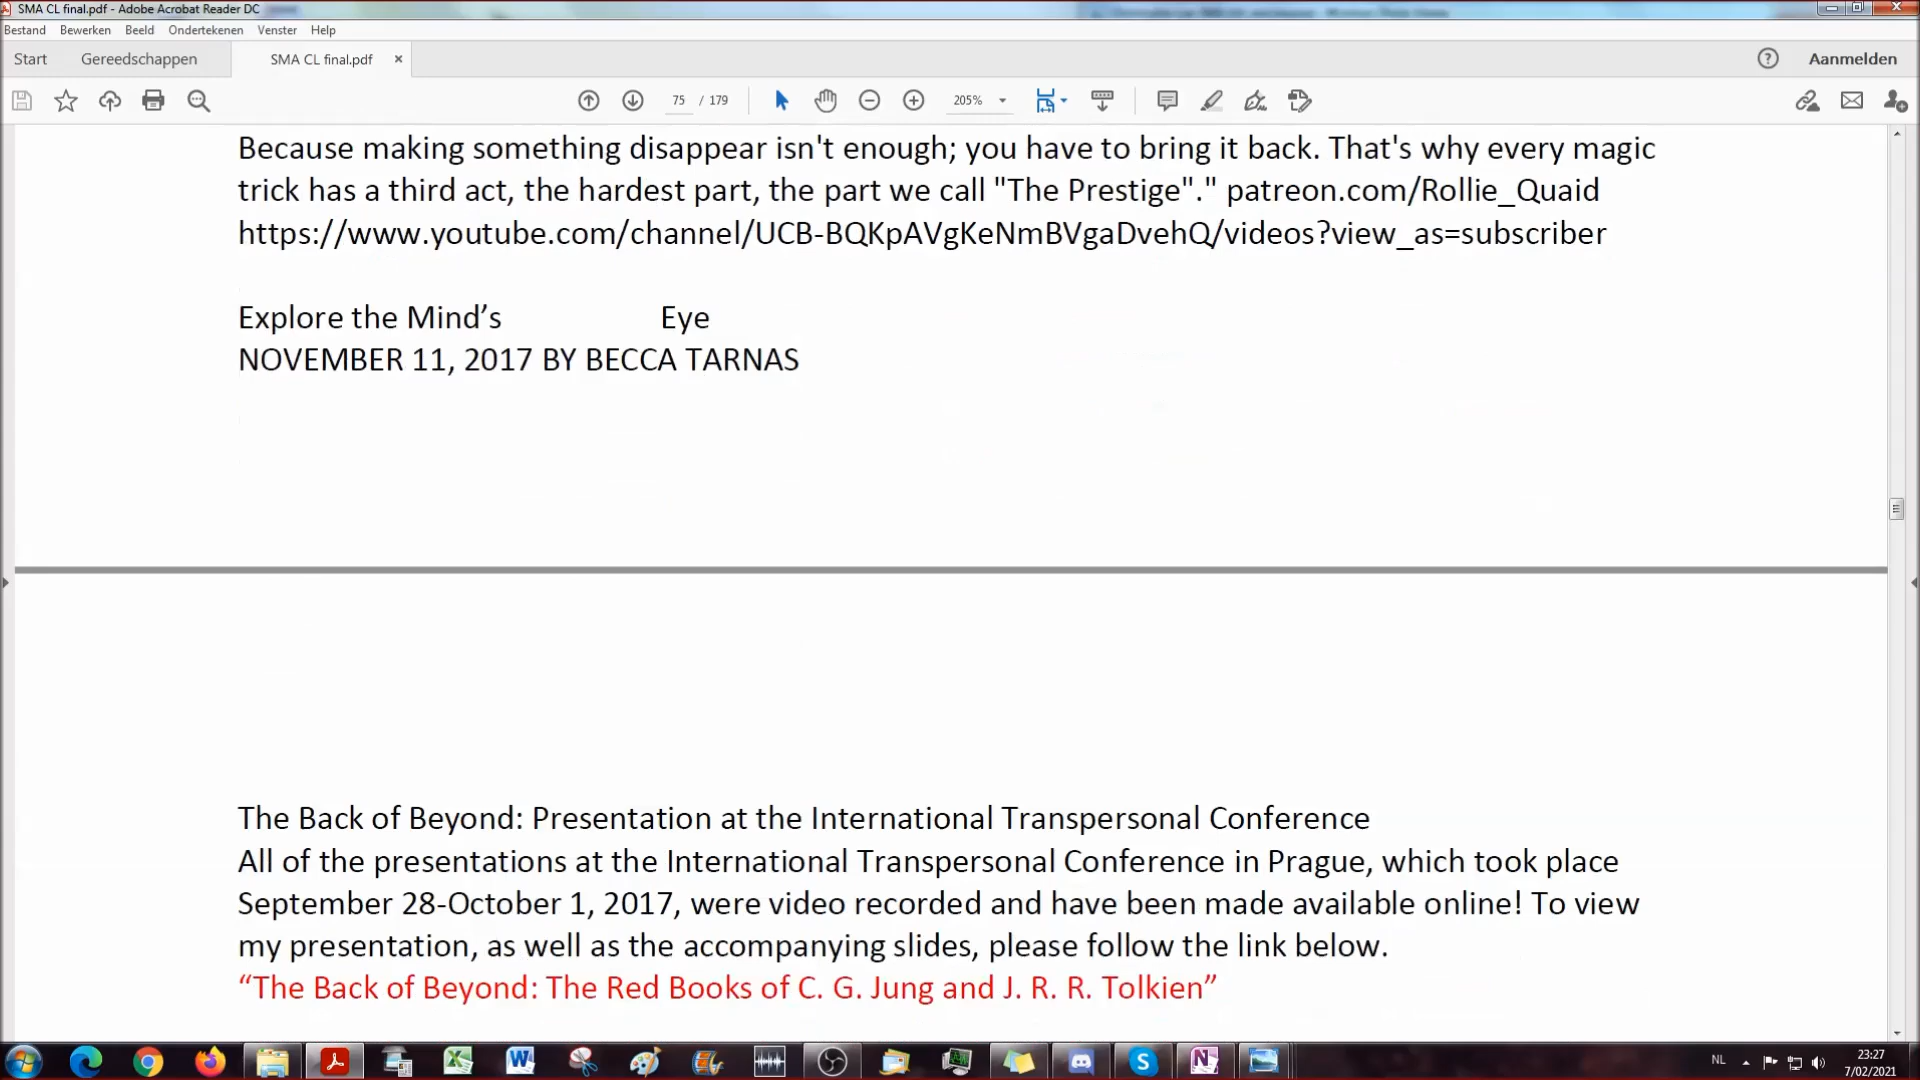 SMA CL final.pdf - Adobe Acrobat Reader DC
Bestand Bewerken Beeld Ondertekenen Venster Help
Start Gereedschappen SMA CL final.pdf × Aanmelden
75 / 179 205%
Because making something disappear isn't enough; you have to bring it back. That's why every magic
trick has a third act, the hardest part, the part we call "The Prestige"." patreon.com/Rollie_Quaid
https://www.youtube.com/channel/UCB-BQKpAVgKeNmBVgaDvehQ/videos?view_as=subscriber
Explore the Mind’s Eye
NOVEMBER 11, 2017 BY BECCA TARNAS
The Back of Beyond: Presentation at the International Transpersonal Conference
All of the presentations at the International Transpersonal Conference in Prague, which took place
September 28-October 1, 2017, were video recorded and have been made available online! To view
my presentation, as well as the accompanying slides, please follow the link below.
“The Back of Beyond: The Red Books of C. G. Jung and J. R. R. Tolkien”
NL
23:27
7/02/2021